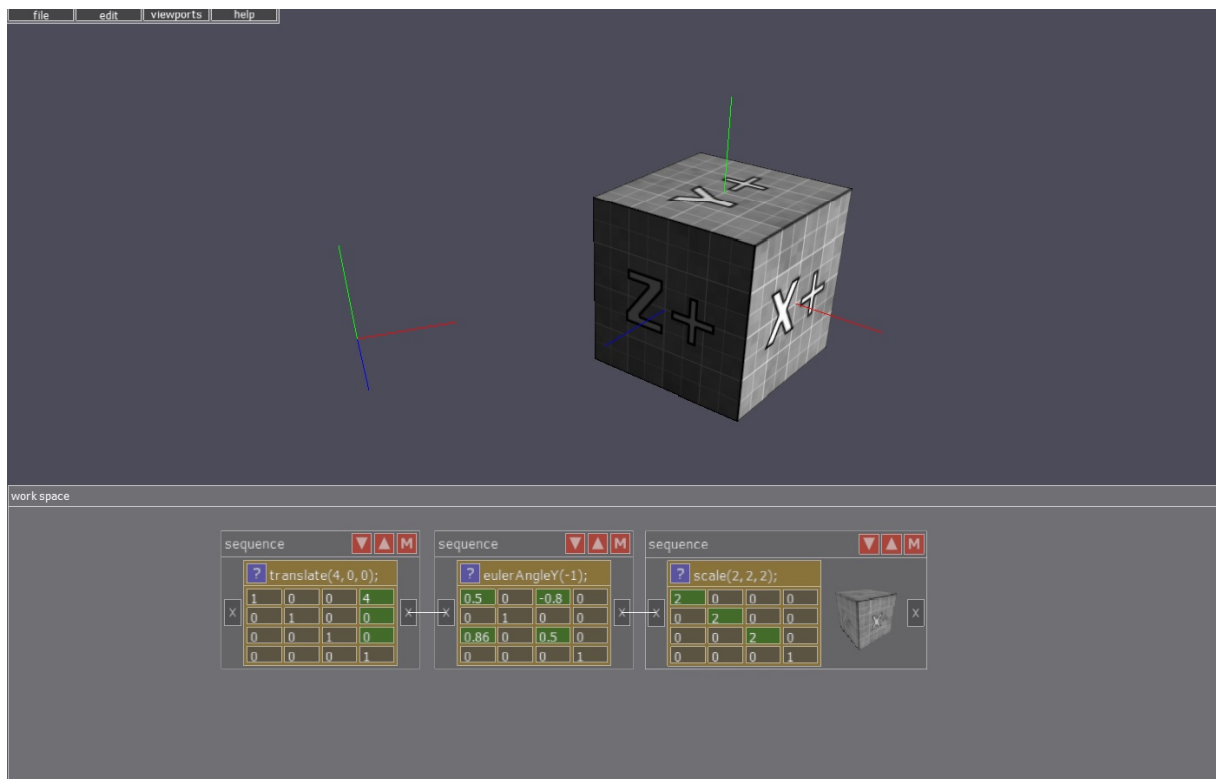 file edit viewports help
Y+
Z+
X+
work space
sequence M sequence M sequence M
? translate(4, 0, 0); ? eulerAngleY(-1); ? scale(2, 2, 2);
1 0 0 4 0.5 0 -0.8 0 2 0 0 0
X 0 1 0 0 X X 0 1 0 0 X X 0 2 0 0 X
0 0 1 0 0.86 0 0.5 0 0 0 2 0
0 0 0 1 0 0 0 1 0 0 0 1